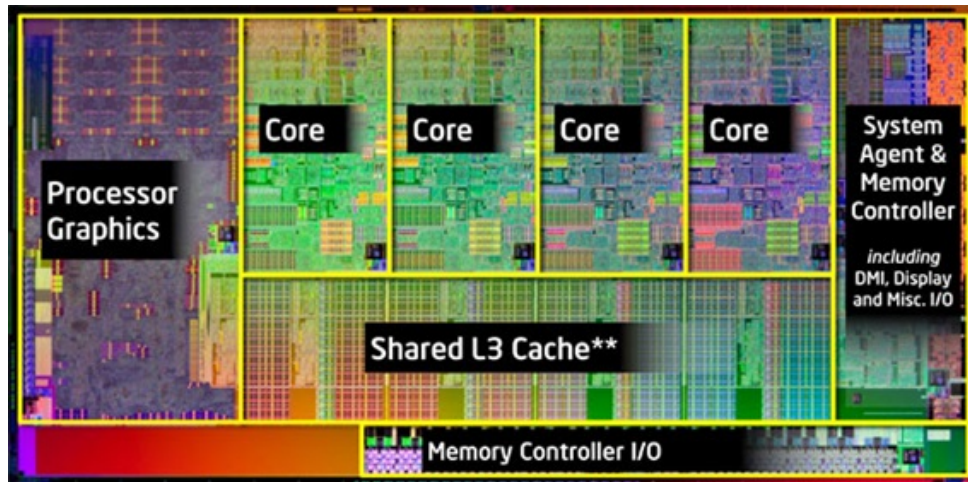 Processor
Graphics
Core
Core
Core
Core
System
Agent &
Memory
Controller
including
DMI, Display
and Misc. I/O
Shared L3 Cache**
Memory Controller I/O